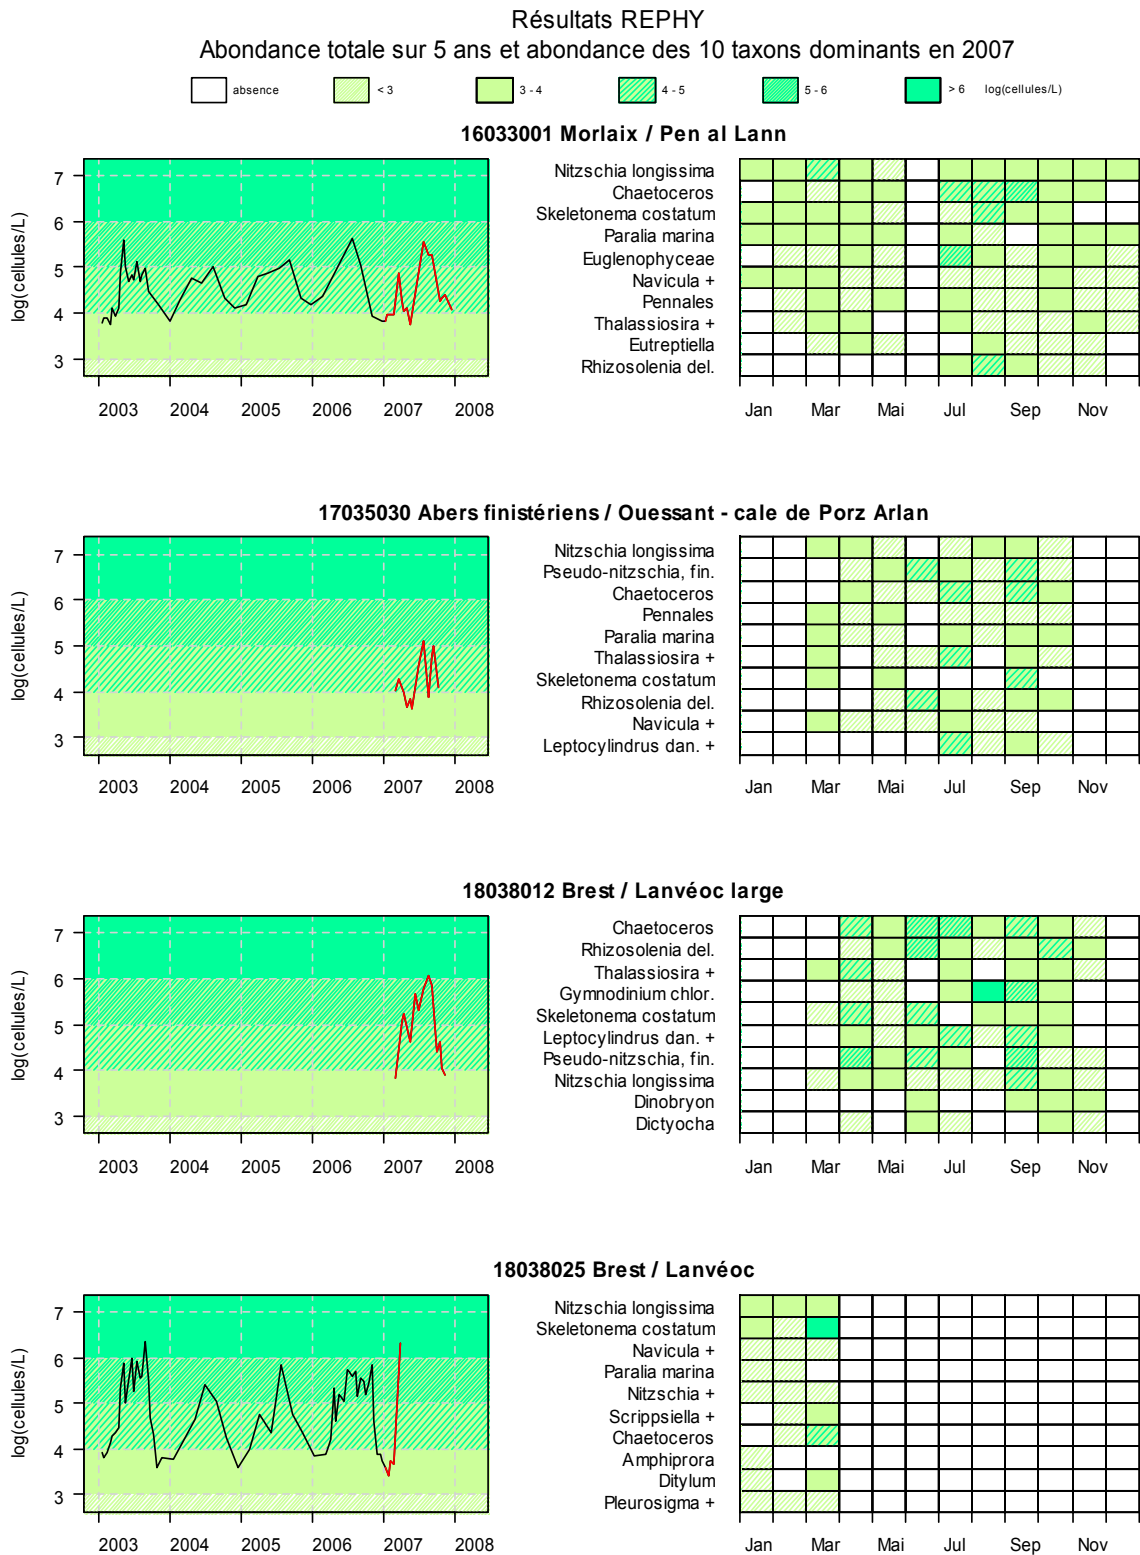 Résultats REPHY
Abondance totale sur 5 ans et abondance des 10 taxons dominants en 2007
absence < 3 3 - 4 4 - 5 5 - 6 > 6 log(cellules/L)
16033001 Morlaix / Pen al Lann
log(cellules/L)
7
6
5
4
3
2003 2004 2005 2006 2007 2008
Nitzschia longissima
Chaetoceros
Skeletonema costatum
Paralia marina
Euglenophyceae
Navicula +
Pennales
Thalassiosira +
Eutreptiella
Rhizosolenia del.
Jan Mar Mai Jul Sep Nov
17035030 Abers finistériens / Ouessant - cale de Porz Arlan
log(cellules/L)
7
6
5
4
3
2003 2004 2005 2006 2007 2008
Nitzschia longissima
Pseudo-nitzschia, fin.
Chaetoceros
Pennales
Paralia marina
Thalassiosira +
Skeletonema costatum
Rhizosolenia del.
Navicula +
Leptocylindrus dan. +
Jan Mar Mai Jul Sep Nov
18038012 Brest / Lanvéoc large
log(cellules/L)
7
6
5
4
3
2003 2004 2005 2006 2007 2008
Chaetoceros
Rhizosolenia del.
Thalassiosira +
Gymnodinium chlor.
Skeletonema costatum
Leptocylindrus dan. +
Pseudo-nitzschia, fin.
Nitzschia longissima
Dinobryon
Dictyocha
Jan Mar Mai Jul Sep Nov
18038025 Brest / Lanvéoc
log(cellules/L)
7
6
5
4
3
2003 2004 2005 2006 2007 2008
Nitzschia longissima
Skeletonema costatum
Navicula +
Paralia marina
Nitzschia +
Scrippsiella +
Chaetoceros
Amphiprora
Ditylum
Pleurosigma +
Jan Mar Mai Jul Sep Nov